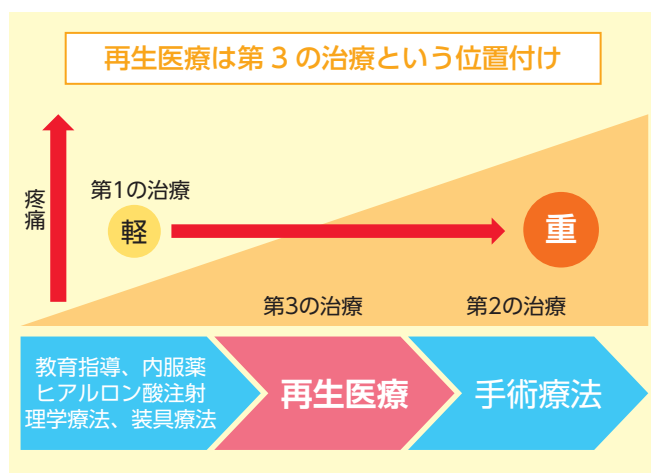 再生医療は第3の治療という位置付け
疼痛
第1の治療
軽
重
第3の治療
第2の治療
教育指導、内服薬
ヒアルロン酸注射
理学療法、装具療法
再生医療
手術療法